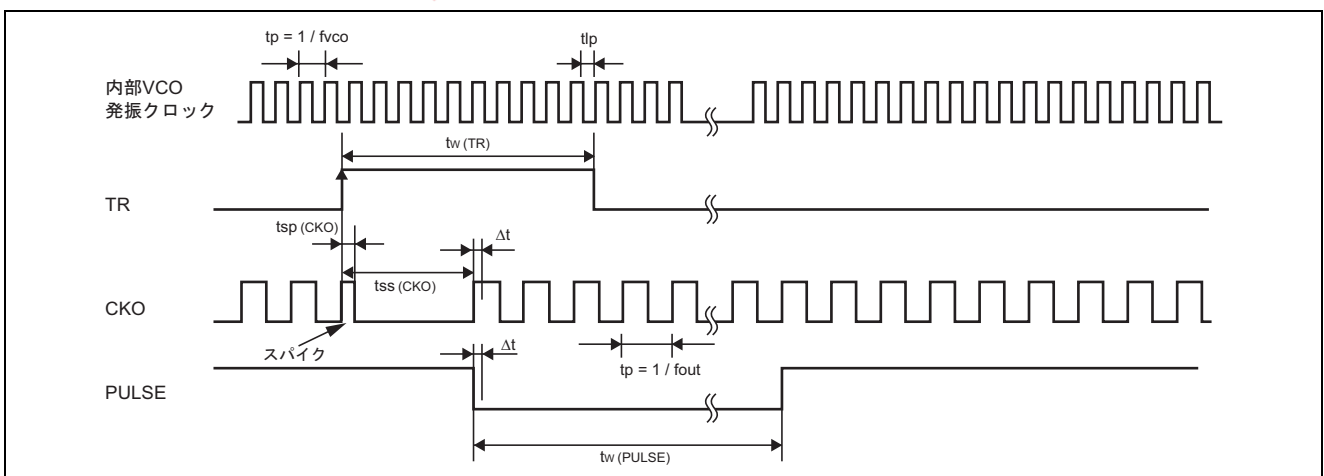 tp = 1 / fvco
tlp
内部VCO
発振クロック
tw (TR)
TR
tsp (CKO)
Δt
tss (CKO)
CKO
スパイク
Δt
tp = 1 / fout
PULSE
tw (PULSE)